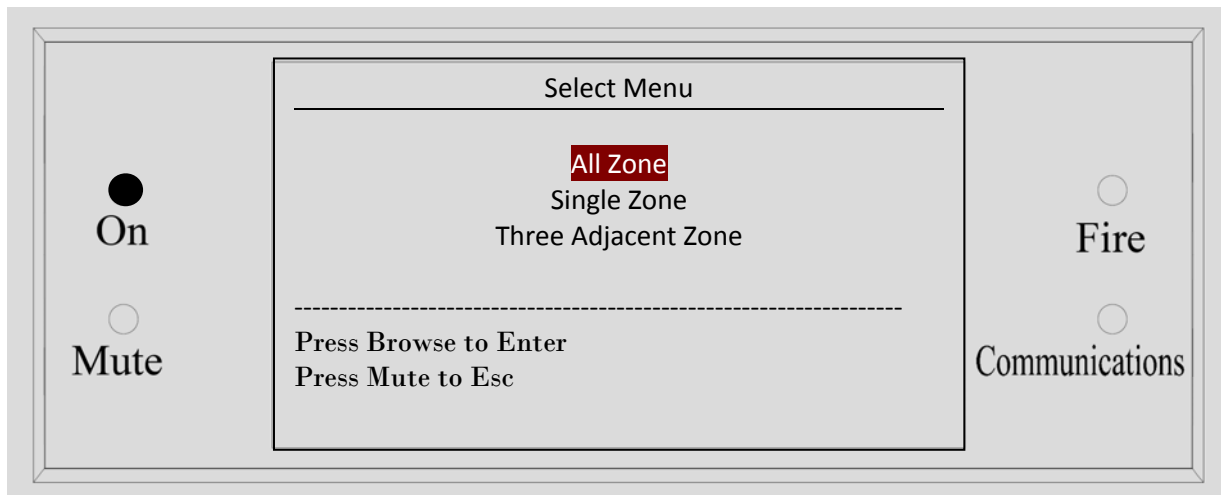 Select Menu
All Zone
Single Zone
Three Adjacent Zone
On
Fire
Mute
Communications
--------------------------------------------------------------------
Press Browse to Enter
Press Mute to Esc